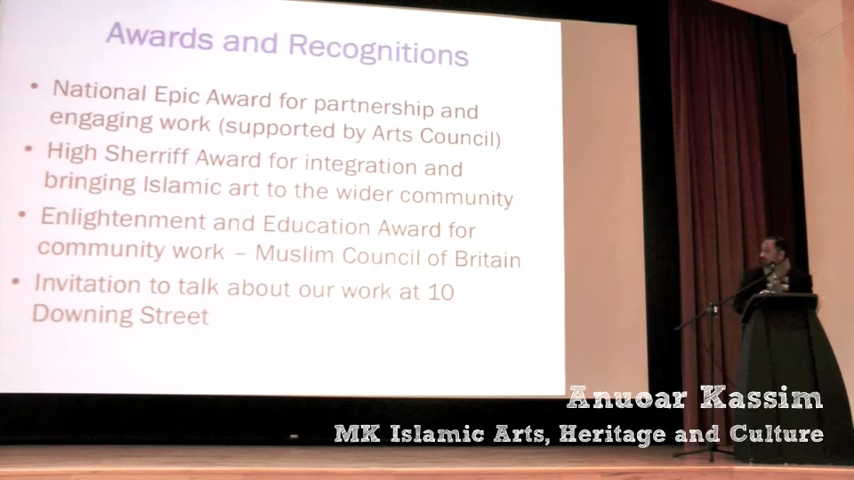 Awards and Recognitions
• National Epic Award for partnership and
engaging work (supported by Arts Council)
• High Sherriff Award for integration and
bringing Islamic art to the wider community
• Enlightenment and Education Award for
community work – Muslim Council of Britain
• Invitation to talk about our work at 10
Downing Street
Anuoar Kassim
MK Islamic Arts, Heritage and Culture